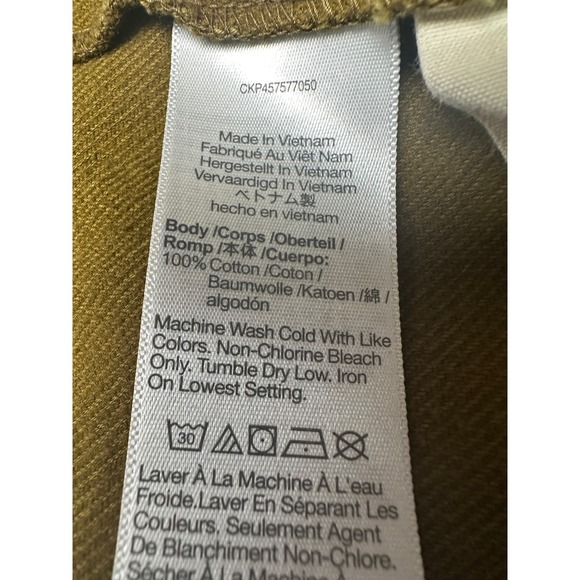 CKP457577050
Made In Vietnam
Fabriqué Au Viêt Nam
Hergestellt In Vietnam
Vervaardigd In Vietnam
ベトナム製
hecho en vietnam
Body /Corps /Oberteil /
Romp /本体 /Cuerpo:
100% Cotton /Coton /
Baumwolle /Katoen /綿 /
algodón
Machine Wash Cold With Like
Colors. Non-Chlorine Bleach
Only. Tumble Dry Low. Iron
On Lowest Setting.
30
Laver À La Machine À L'eau
Froide.Laver En Séparant Les
Couleurs. Seulement Agent
De Blanchiment Non-Chlore.
Sécher À La Machine À